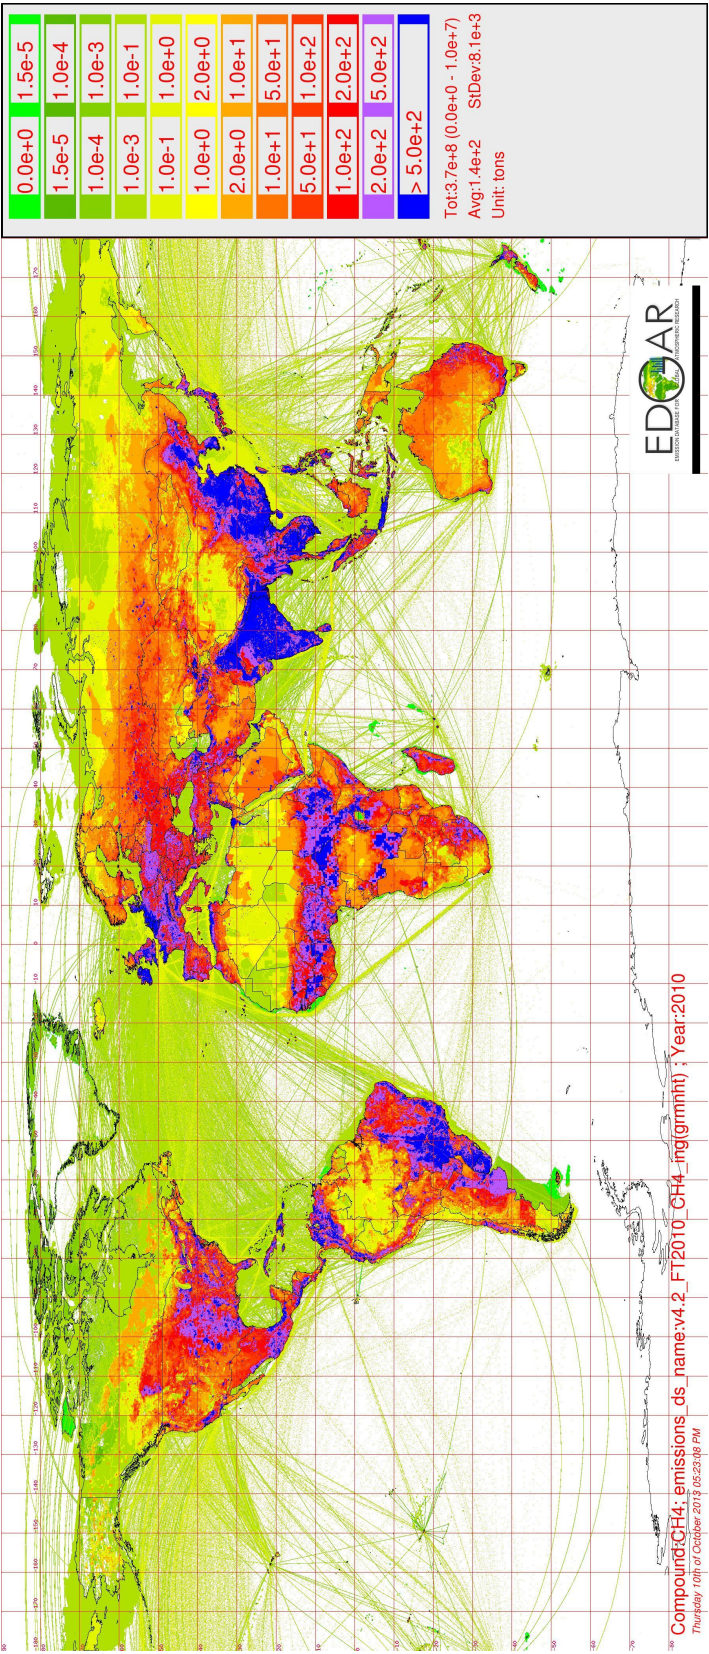 0.0e+0 1.5e-5
1.5e-5 1.0e-4
1.0e-4 1.0e-3
1.0e-3 1.0e-1
1.0e-1 1.0e+0
1.0e+0 2.0e+0
2.0e+0 1.0e+1
1.0e+1 5.0e+1
5.0e+1 1.0e+2
1.0e+2 2.0e+2
2.0e+2 5.0e+2
> 5.0e+2
Tot:3.7e+8 (0.0e+0 - 1.0e+7)
Avg:1.4e+2 StDev:8.1e+3
Unit: tons
EDGAR
EMISSION DATABASE FOR GLOBAL ATMOSPHERIC RESEARCH
Compound:CH4; emissions_ds_name:v4.2_FT2010_CH4_ing(grmnht) ; Year:2010
Thursday 10th of October 2013 05:23:08 PM